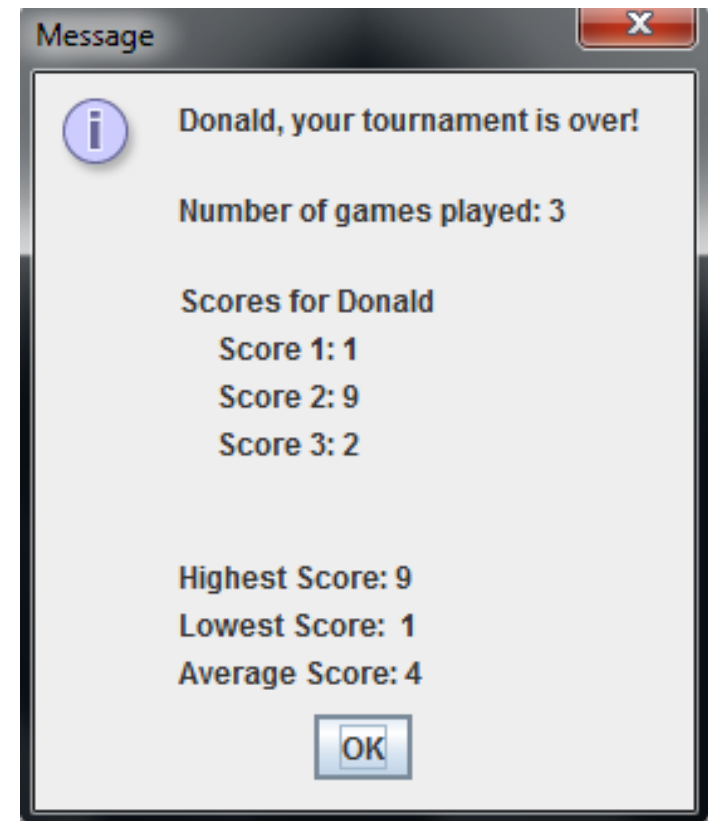 Message
X
i
Donald, your tournament is over!
Number of games played: 3
Scores for Donald
Score 1: 1
Score 2: 9
Score 3: 2
Highest Score: 9
Lowest Score:  1
Average Score: 4
OK